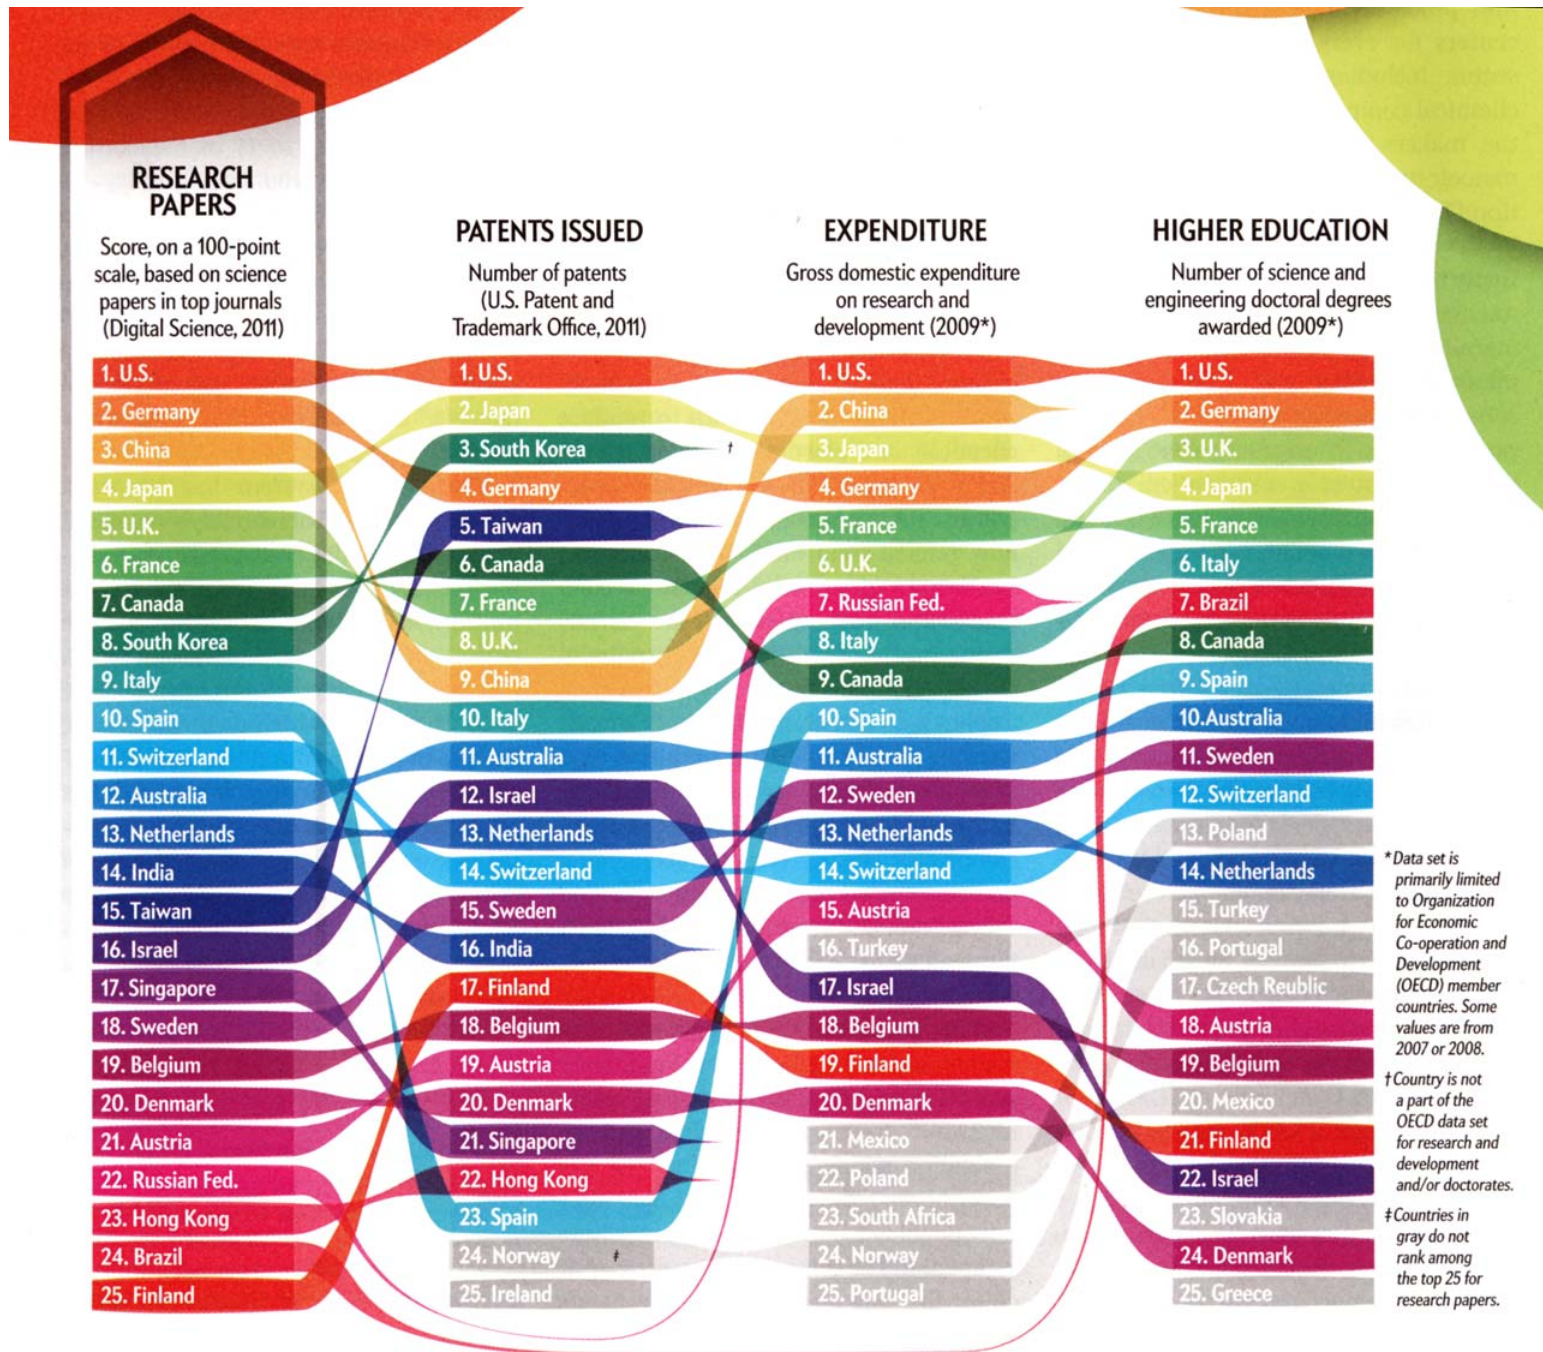 RESEARCH
PAPERS
Score, on a 100-point
scale, based on science
papers in top journals
(Digital Science, 2011)
1. U.S.
2. Germany
3. China
4. Japan
5. U.K.
6. France
7. Canada
8. South Korea
9. Italy
10. Spain
11. Switzerland
12. Australia
13. Netherlands
14. India
15. Taiwan
16. Israel
17. Singapore
18. Sweden
19. Belgium
20. Denmark
21. Austria
22. Russian Fed.
23. Hong Kong
24. Brazil
25. Finland
PATENTS ISSUED
Number of patents
(U.S. Patent and
Trademark Office, 2011)
1. U.S.
2. Japan
3. South Korea †
4. Germany
5. Taiwan
6. Canada
7. France
8. U.K.
9. China
10. Italy
11. Australia
12. Israel
13. Netherlands
14. Switzerland
15. Sweden
16. India
17. Finland
18. Belgium
19. Austria
20. Denmark
21. Singapore
22. Hong Kong
23. Spain
24. Norway ‡
25. Ireland
EXPENDITURE
Gross domestic expenditure
on research and
development (2009*)
1. U.S.
2. China
3. Japan
4. Germany
5. France
6. U.K.
7. Russian Fed.
8. Italy
9. Canada
10. Spain
11. Australia
12. Sweden
13. Netherlands
14. Switzerland
15. Austria
16. Turkey
17. Israel
18. Belgium
19. Finland
20. Denmark
21. Mexico
22. Poland
23. South Africa
24. Norway
25. Portugal
HIGHER EDUCATION
Number of science and
engineering doctoral degrees
awarded (2009*)
1. U.S.
2. Germany
3. U.K.
4. Japan
5. France
6. Italy
7. Brazil
8. Canada
9. Spain
10.Australia
11. Sweden
12. Switzerland
13. Poland
14. Netherlands
15. Turkey
16. Portugal
17. Czech Reublic
18. Austria
19. Belgium
20. Mexico
21. Finland
22. Israel
23. Slovakia
24. Denmark
25. Greece
*Data set is
primarily limited
to Organization
for Economic
Co-operation and
Development
(OECD) member
countries. Some
values are from
2007 or 2008.
†Country is not
a part of the
OECD data set
for research and
development
and/or doctorates.
‡Countries in
gray do not
rank among
the top 25 for
research papers.